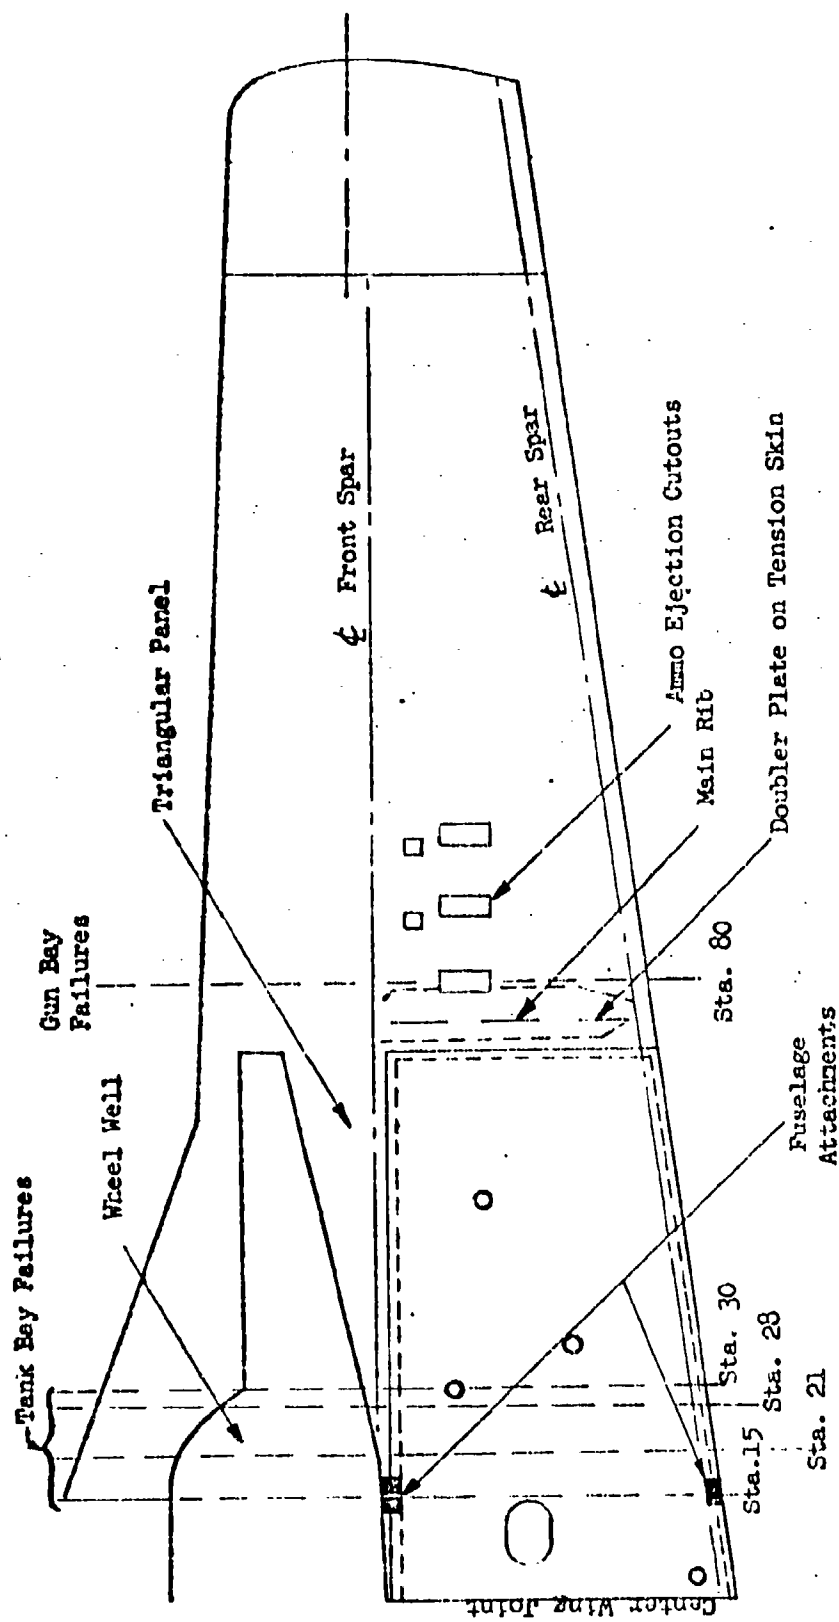 Tank Bay Failures
Wheel Well
Gun Bay
Failures
Triangular Panel
℄ Front Spar
℄ Rear Spar
Ammo Ejection Cutouts
Main Rib
Doubler Plate on Tension Skin
Sta. 80
Fuselage
Attachments
Sta. 30
Sta. 28
Sta. 21
Sta.15
Center Wing Joint